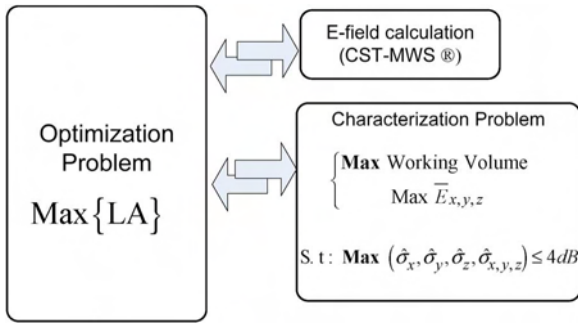 Optimization
Problem
Max{LA}
E-field calculation
(CST-MWS ®)
Characterization Problem
Max Working Volume
Max E̅x,y,z
S. t : Max (σ̂x, σ̂y, σ̂z, σ̂x,y,z) ≤ 4dB